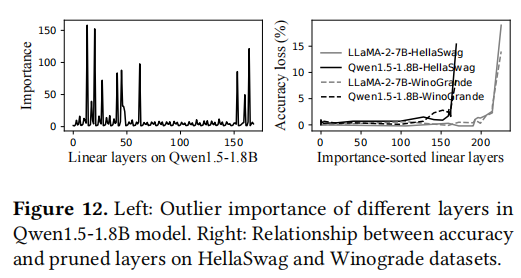 Importance
150
100
50
0
0
50
100
150
Linear layers on Qwen1.5-1.8B
Accuracy loss (%)
15
10
5
0
LLaMA-2-7B-HellaSwag
Qwen1.5-1.8B-HellaSwag
LLaMA-2-7B-WinoGrande
Qwen1.5-1.8B-WinoGrande
0
50
100
150
200
Importance-sorted linear layers
Figure 12. Left: Outlier importance of different layers in
Qwen1.5-1.8B model. Right: Relationship between accuracy
and pruned layers on HellaSwag and Winograde datasets.